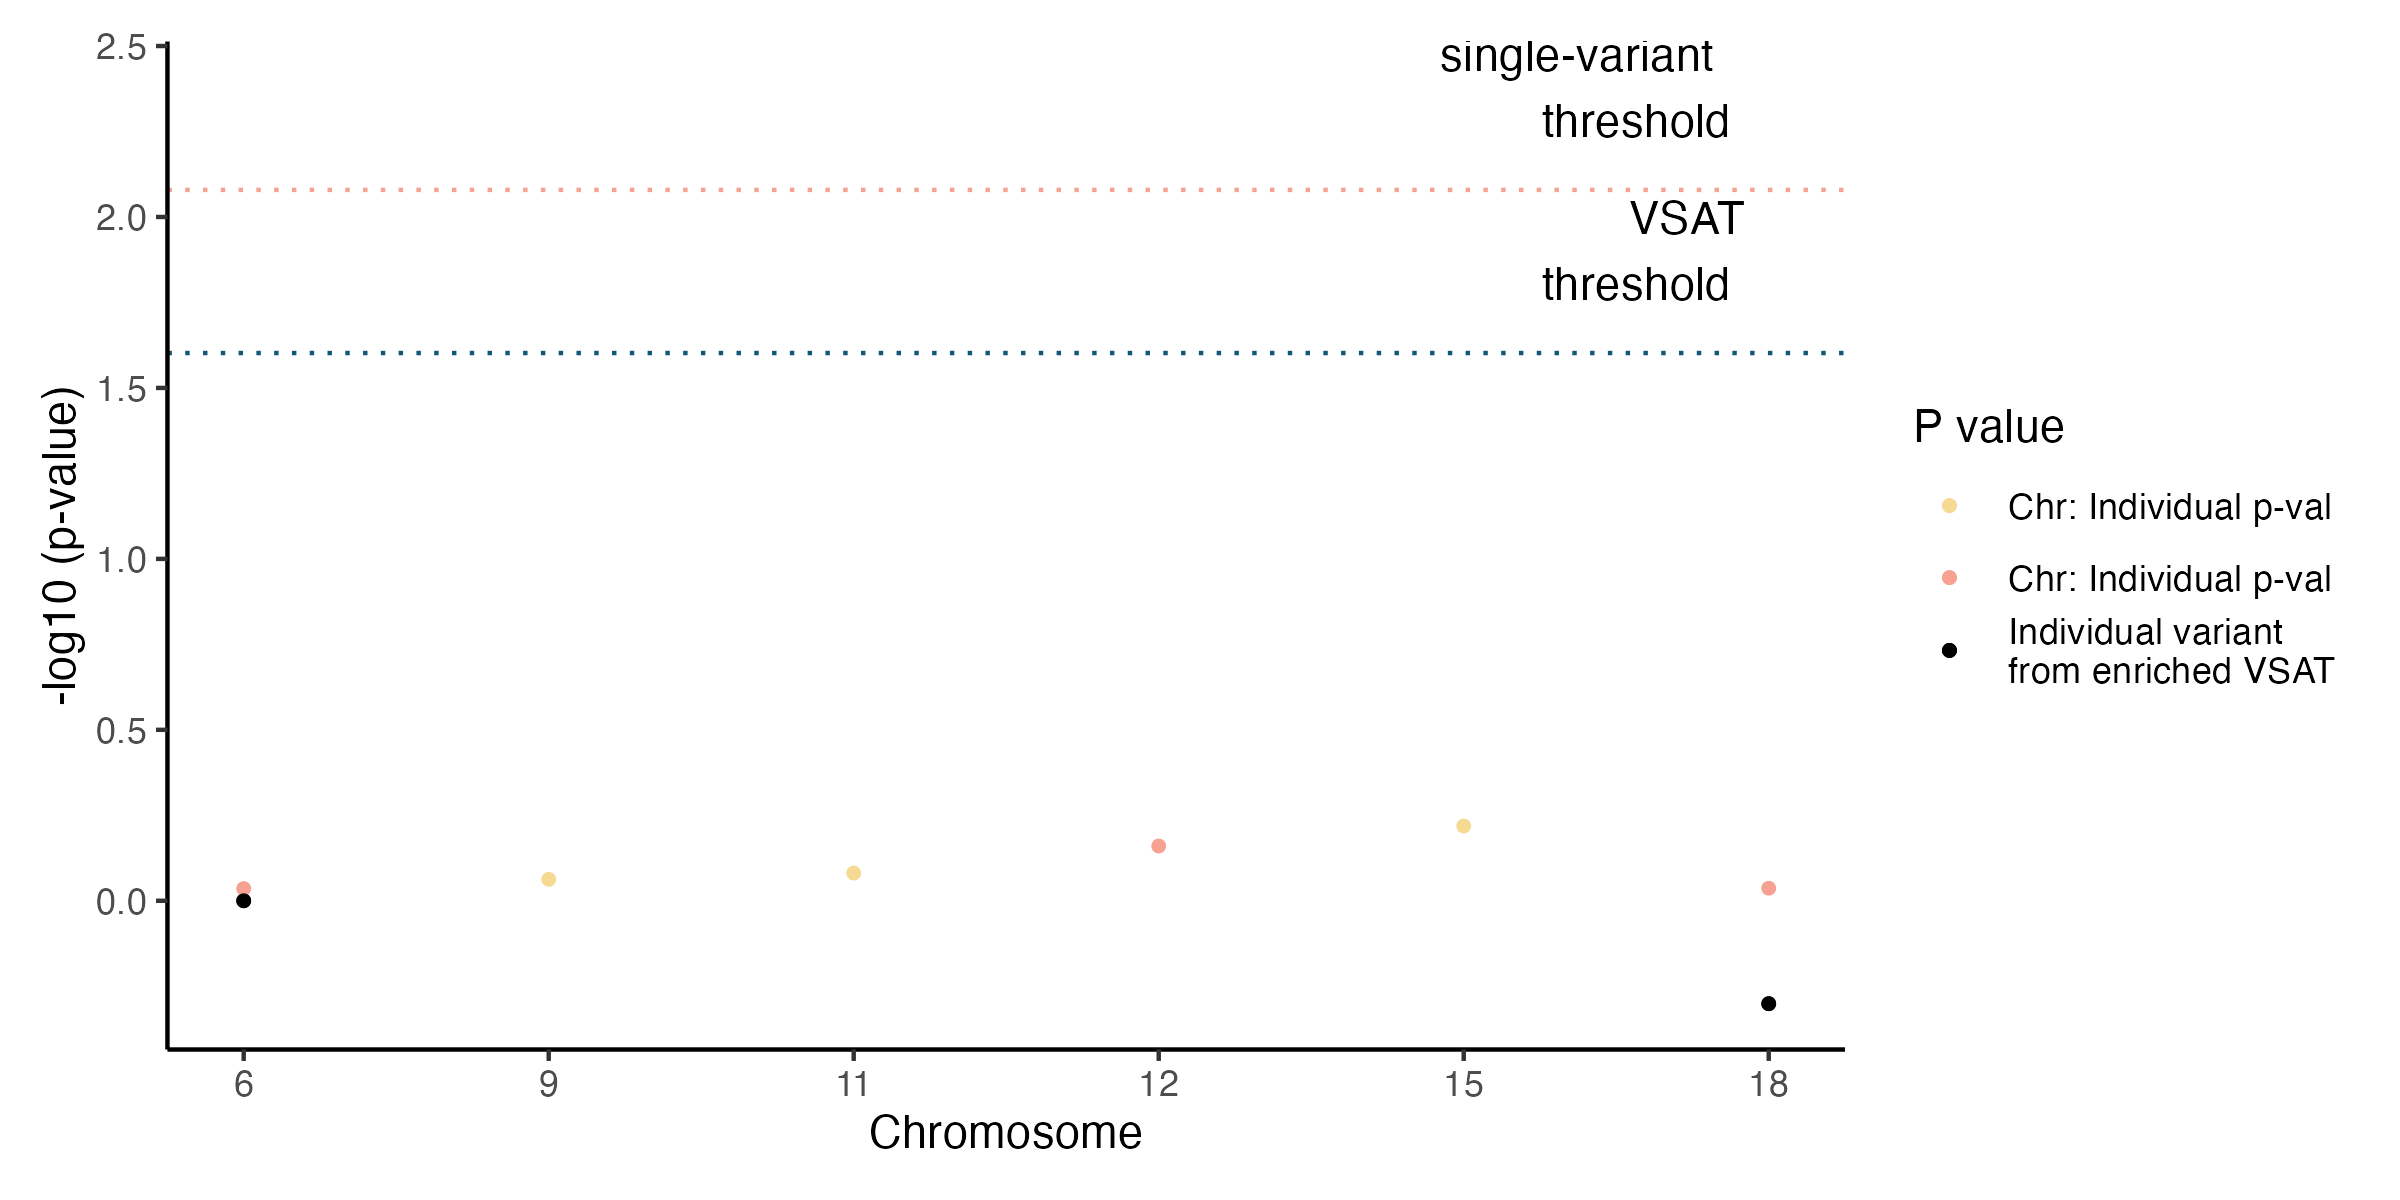 2.5
2.0
1.5
1.0
0.5
0.0
-log10 (p-value)
single-variant
threshold
VSAT
threshold
6 9 11 12 15 18
Chromosome
P value
Chr: Individual p-val
Chr: Individual p-val
Individual variant
from enriched VSAT